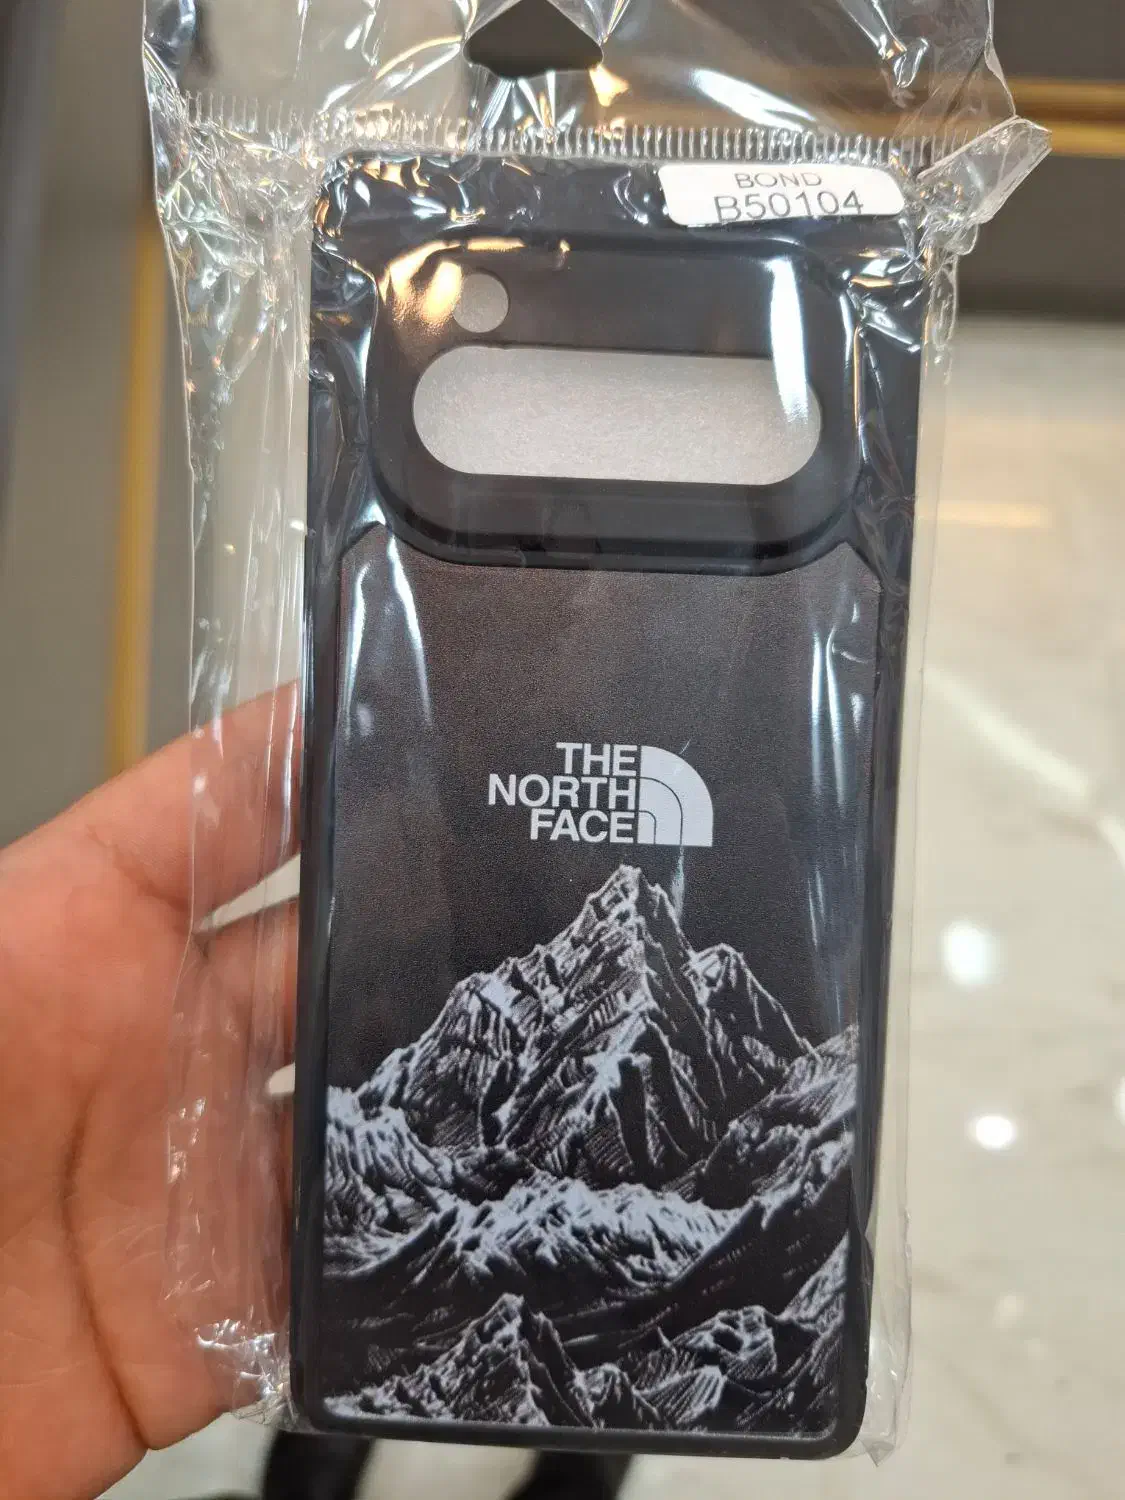 BOND
B50104
THE
NORTH
FACE